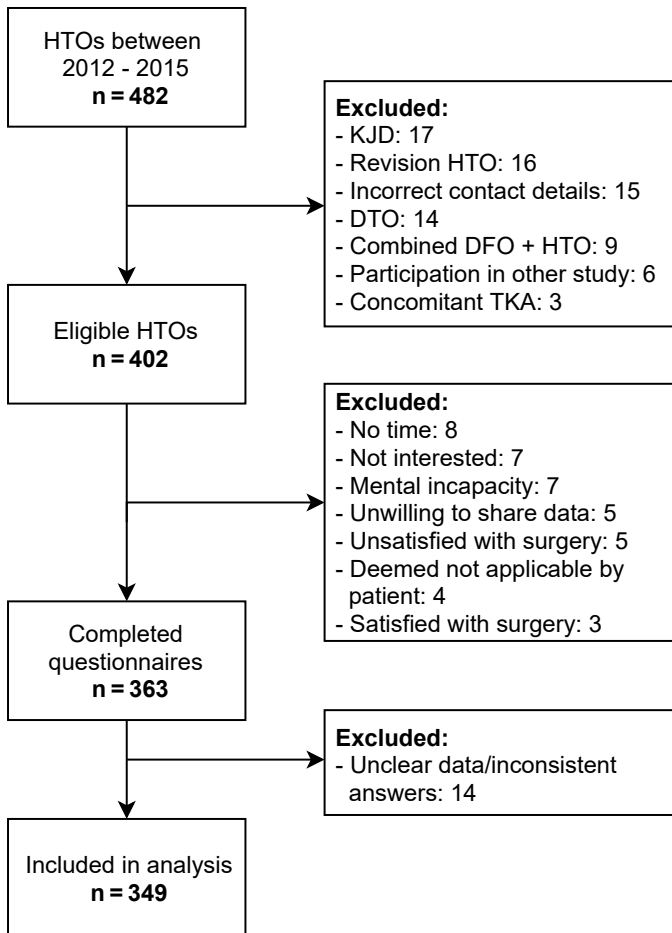 HTOs between
2012 - 2015
n = 482
Excluded:
- KJD: 17
- Revision HTO: 16
- Incorrect contact details: 15
- DTO: 14
- Combined DFO + HTO: 9
- Participation in other study: 6
- Concomitant TKA: 3
Eligible HTOs
n = 402
Excluded:
- No time: 8
- Not interested: 7
- Mental incapacity: 7
- Unwilling to share data: 5
- Unsatisfied with surgery: 5
- Deemed not applicable by
patient: 4
- Satisfied with surgery: 3
Completed
questionnaires
n = 363
Excluded:
- Unclear data/inconsistent
answers: 14
Included in analysis
n = 349